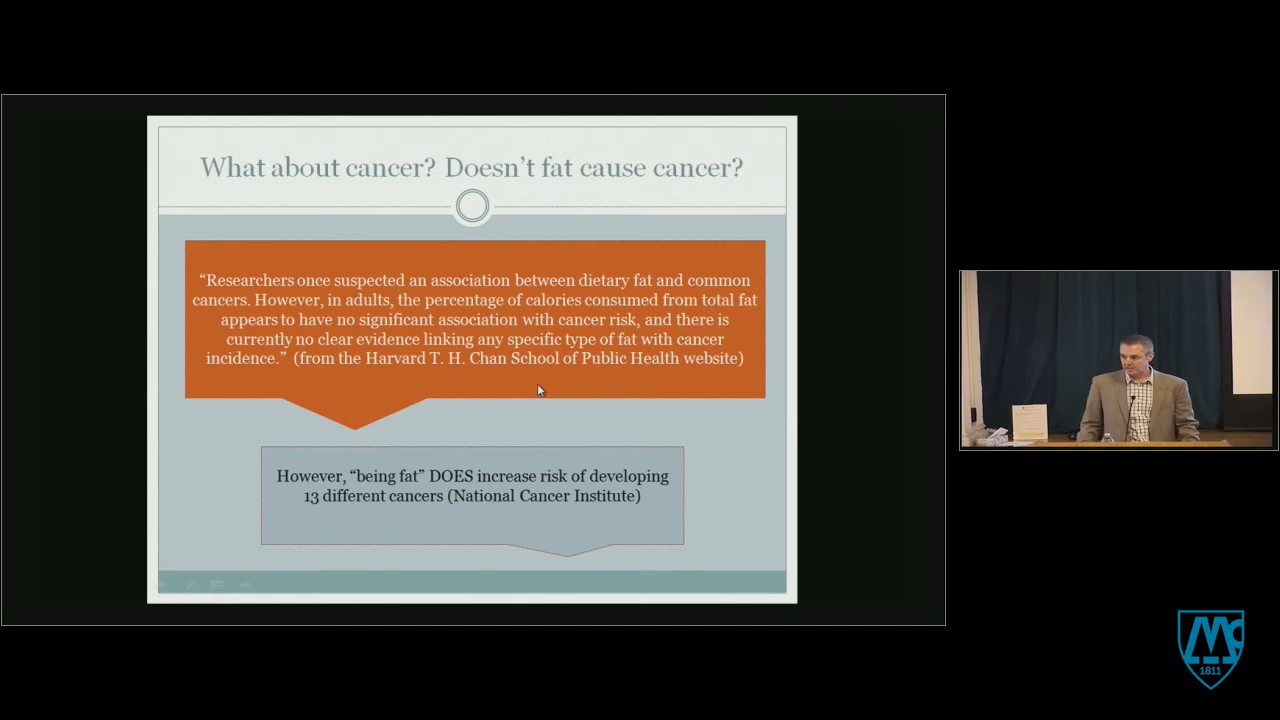 What about cancer? Doesn’t fat cause cancer?
“Researchers once suspected an association between dietary fat and common
cancers. However, in adults, the percentage of calories consumed from total fat
appears to have no significant association with cancer risk, and there is
currently no clear evidence linking any specific type of fat with cancer
incidence.” (from the Harvard T. H. Chan School of Public Health website)
However, “being fat” DOES increase risk of developing
13 different cancers (National Cancer Institute)
1811